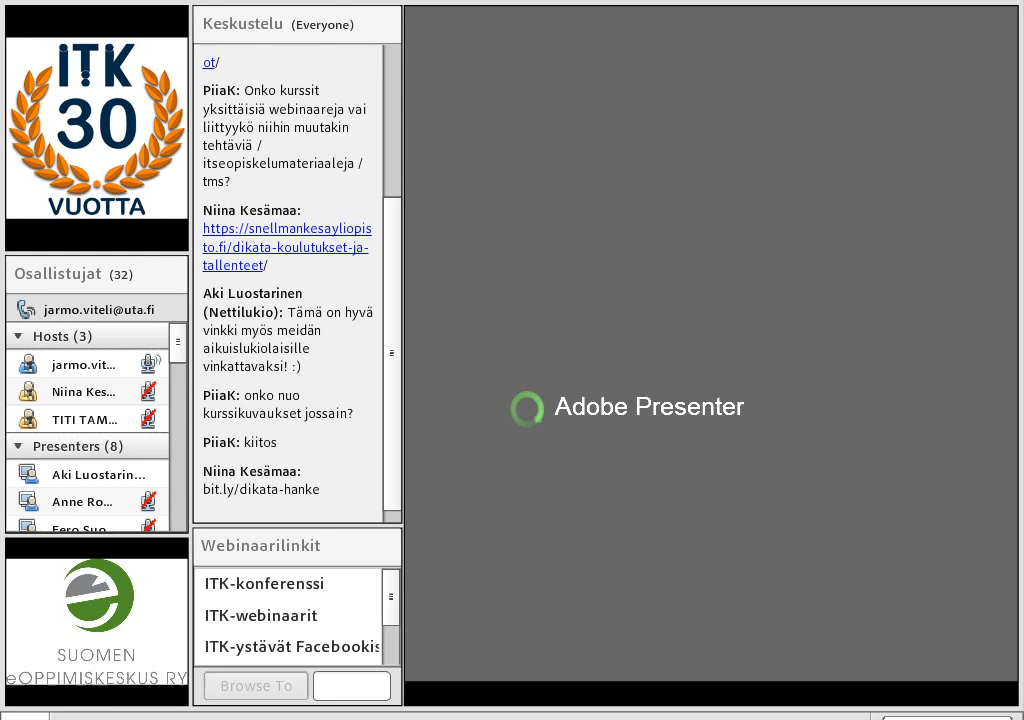 ITK
30
VUOTTA
Osallistujat (32)
jarmo.viteli@uta.fi
Hosts (3)
jarmo.vit...
Niina Kes...
TITI TAM...
Presenters (8)
Aki Luostarin...
Anne Ro...
Eero Suo...
SUOMEN
eOPPIMISKESKUS RY
Keskustelu (Everyone)
ot/
PiiaK: Onko kurssit
yksittäisiä webinaareja vai
liittyykö niihin muutakin
tehtäviä /
itseopiskelumateriaaleja /
tms?
Niina Kesämaa:
https://snellmankesayliopis
to.fi/dikata-koulutukset-ja-
tallenteet/
Aki Luostarinen
(Nettilukio): Tämä on hyvä
vinkki myös meidän
aikuislukiolaisille
vinkattavaksi! :)
PiiaK: onko nuo
kurssikuvaukset jossain?
PiiaK: kiitos
Niina Kesämaa:
bit.ly/dikata-hanke
Webinaarilinkit
ITK-konferenssi
ITK-webinaarit
ITK-ystävät Facebookis
Browse To
Adobe Presenter